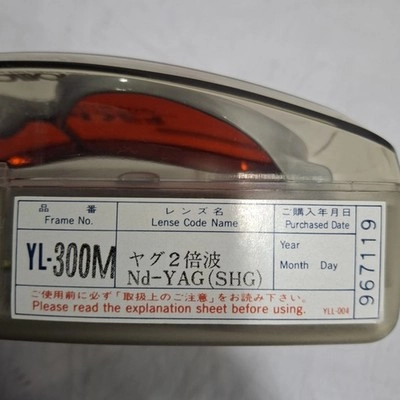 品 番
Frame No.
レ ン ズ 名
Lense Code Name
ご購入年月日
Purchased Date
YL-300M
ヤグ2倍波
Nd-YAG(SHG)
Year
Month Day
967119
ご使用前に必ず「取扱上のご注意」をお読み下さい。
Please read the explanation sheet before using.
YLL-004